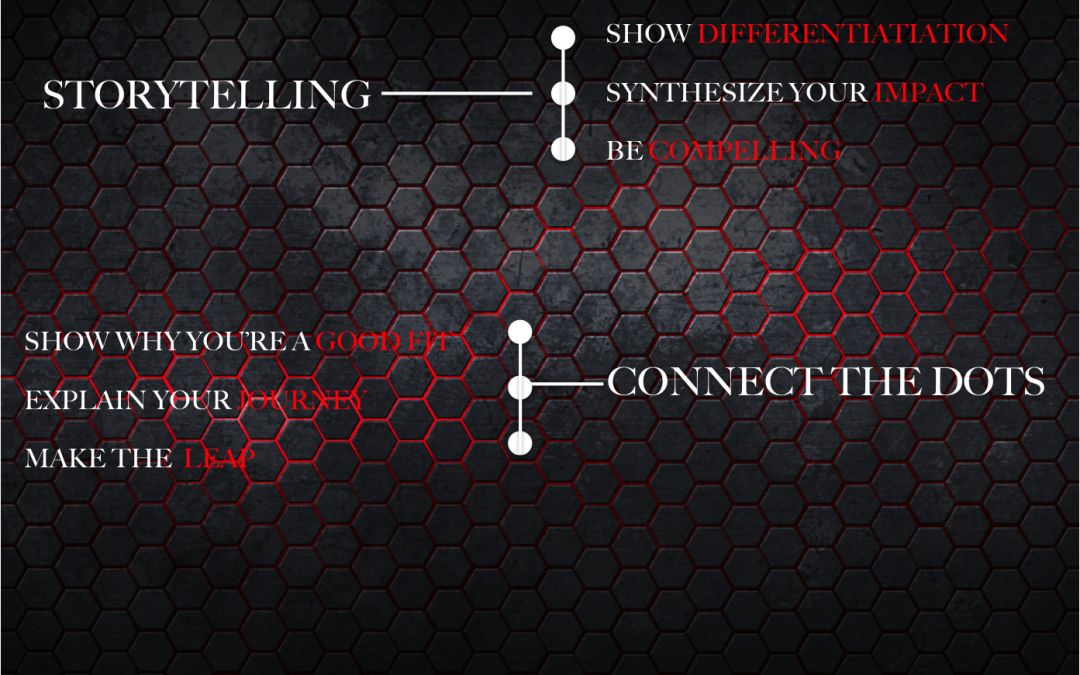 STORYTELLING
SHOW DIFFERENTIATIATION
SYNTHESIZE YOUR IMPACT
BE COMPELLING
SHOW WHY YOU'RE A GOOD FIT
EXPLAIN YOUR JOURNEY
MAKE THE LEAP
CONNECT THE DOTS